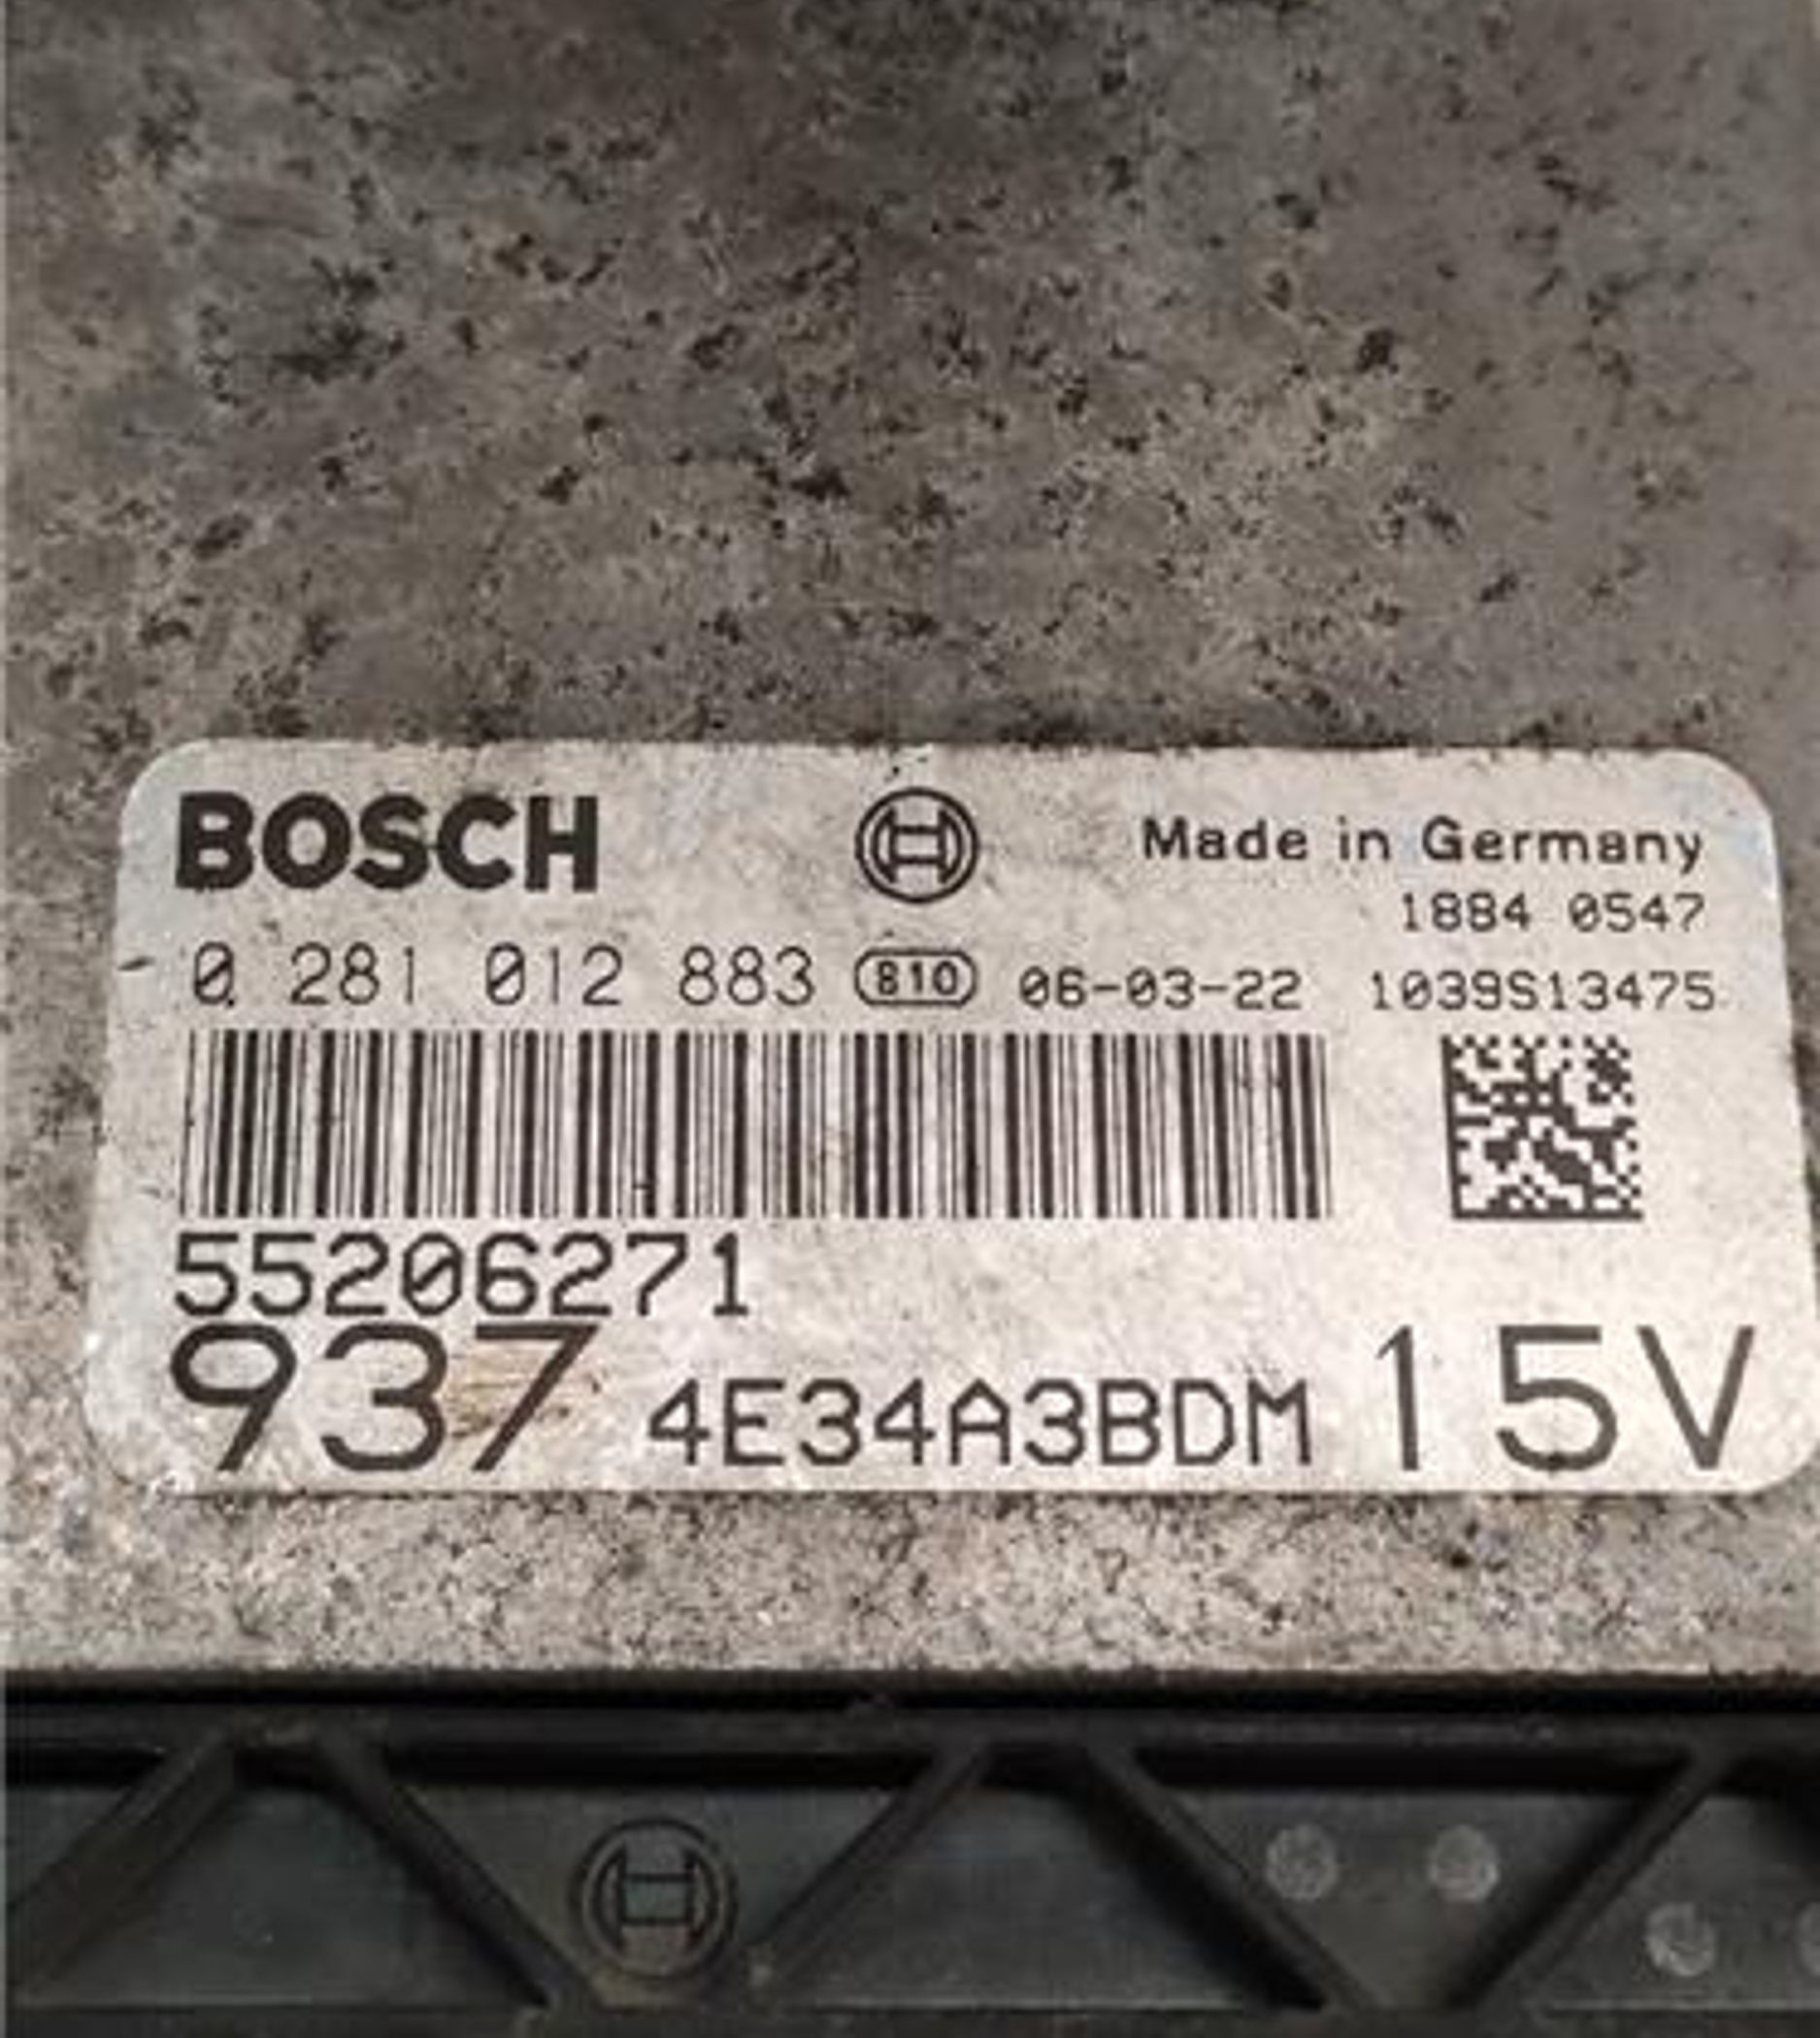 BOSCH Made in Germany
1884 0547
0 281 012 883 810 06-03-22 1039S13475
55206271
937 4E34A3BDM 15V